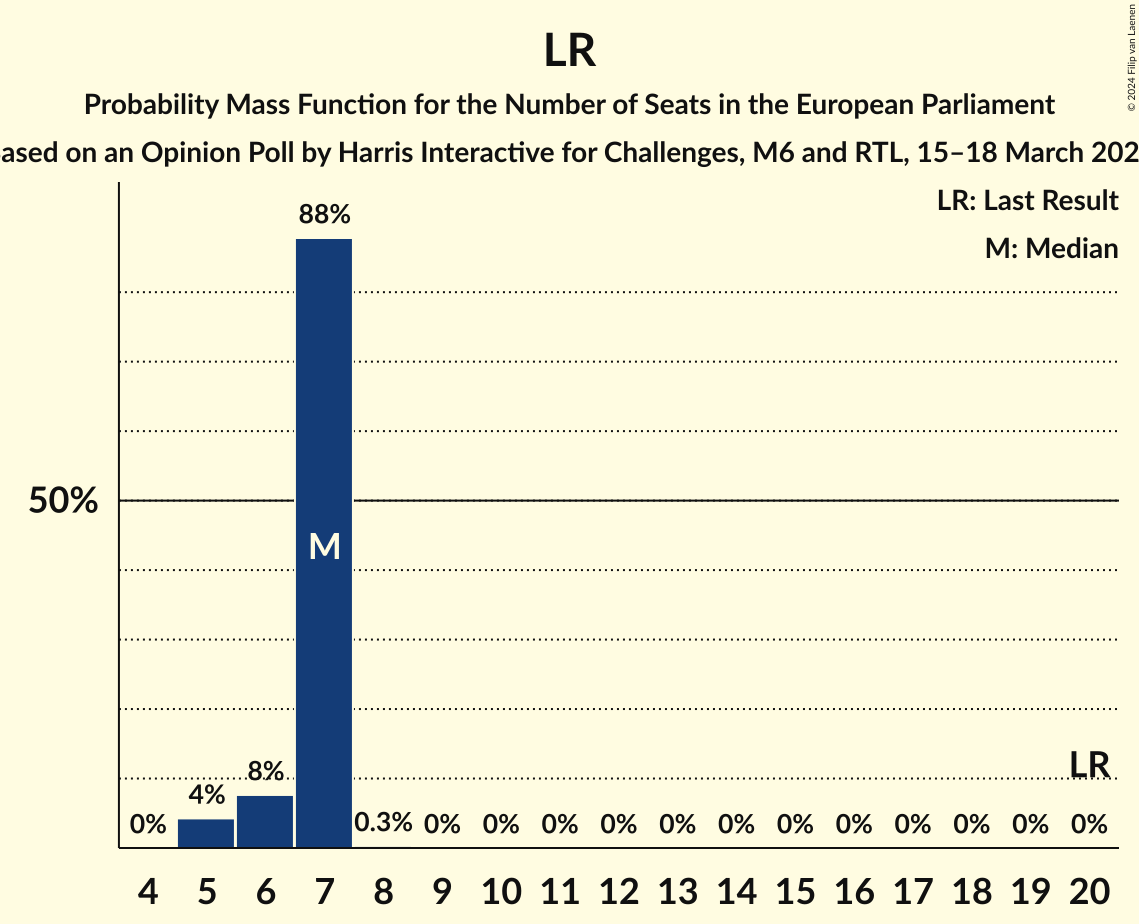 LR
Probability Mass Function for the Number of Seats in the European Parliament
ased on an Opinion Poll by Harris Interactive for Challenges, M6 and RTL, 15–18 March 202
© 2024 Filip van Laenen
LR: Last Result
M: Median
88%
50%
M
LR
8%
4%
0% 0.3% 0% 0% 0% 0% 0% 0% 0% 0% 0% 0% 0% 0%
4 5 6 7 8 9 10 11 12 13 14 15 16 17 18 19 20